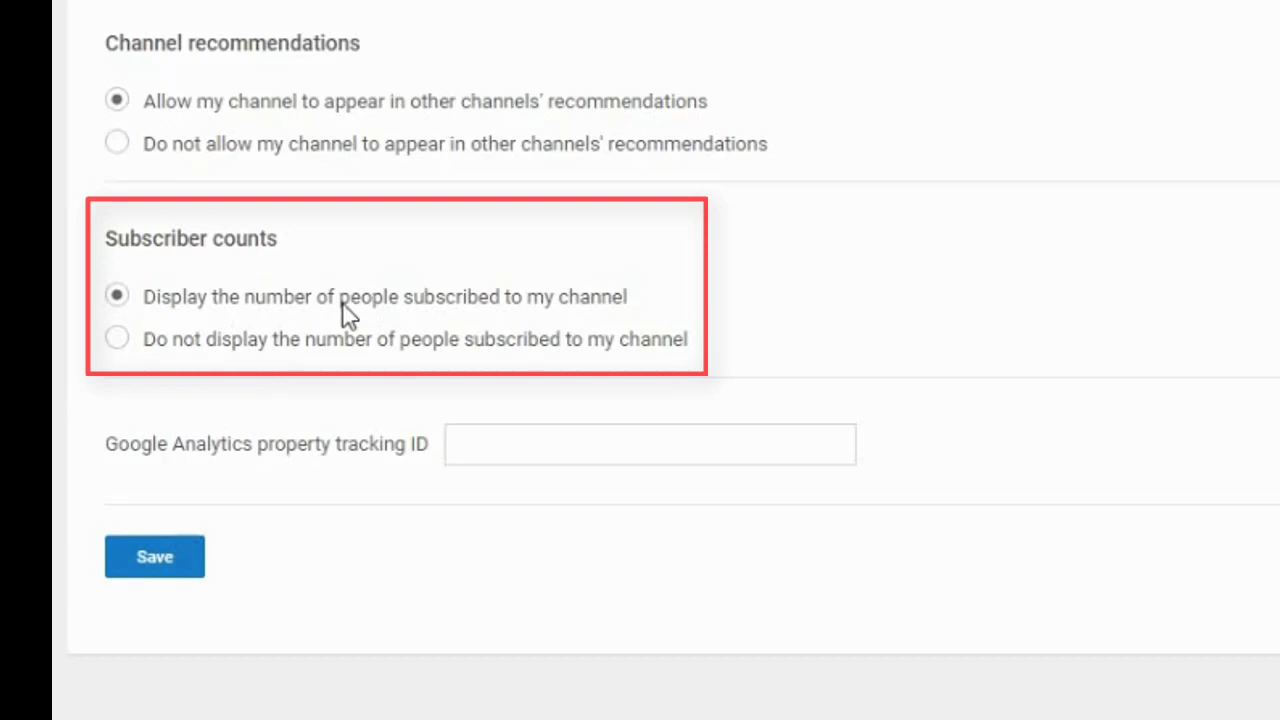 Channel recommendations
Allow my channel to appear in other channels' recommendations
Do not allow my channel to appear in other channels' recommendations
Subscriber counts
Display the number of people subscribed to my channel
Do not display the number of people subscribed to my channel
Google Analytics property tracking ID
Save